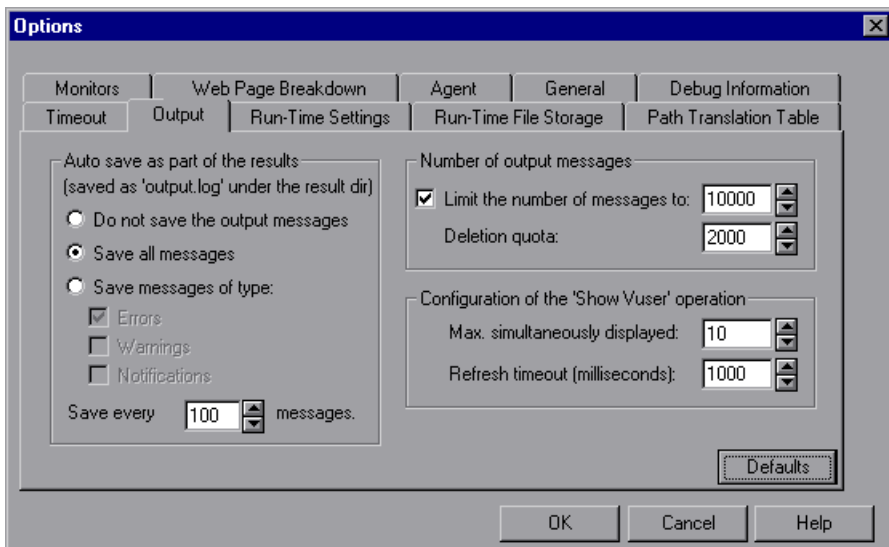 Options
Monitors
Web Page Breakdown
Agent
General
Debug Information
Timeout
Output
Run-Time Settings
Run-Time File Storage
Path Translation Table
Auto save as part of the results
(saved as 'output.log' under the result dir)
Do not save the output messages
Save all messages
Save messages of type:
Errors
Warnings
Notifications
Save every 100 messages.
Number of output messages
Limit the number of messages to: 10000
Deletion quota: 2000
Configuration of the 'Show Vuser' operation
Max. simultaneously displayed: 10
Refresh timeout (milliseconds): 1000
Defaults
OK
Cancel
Help